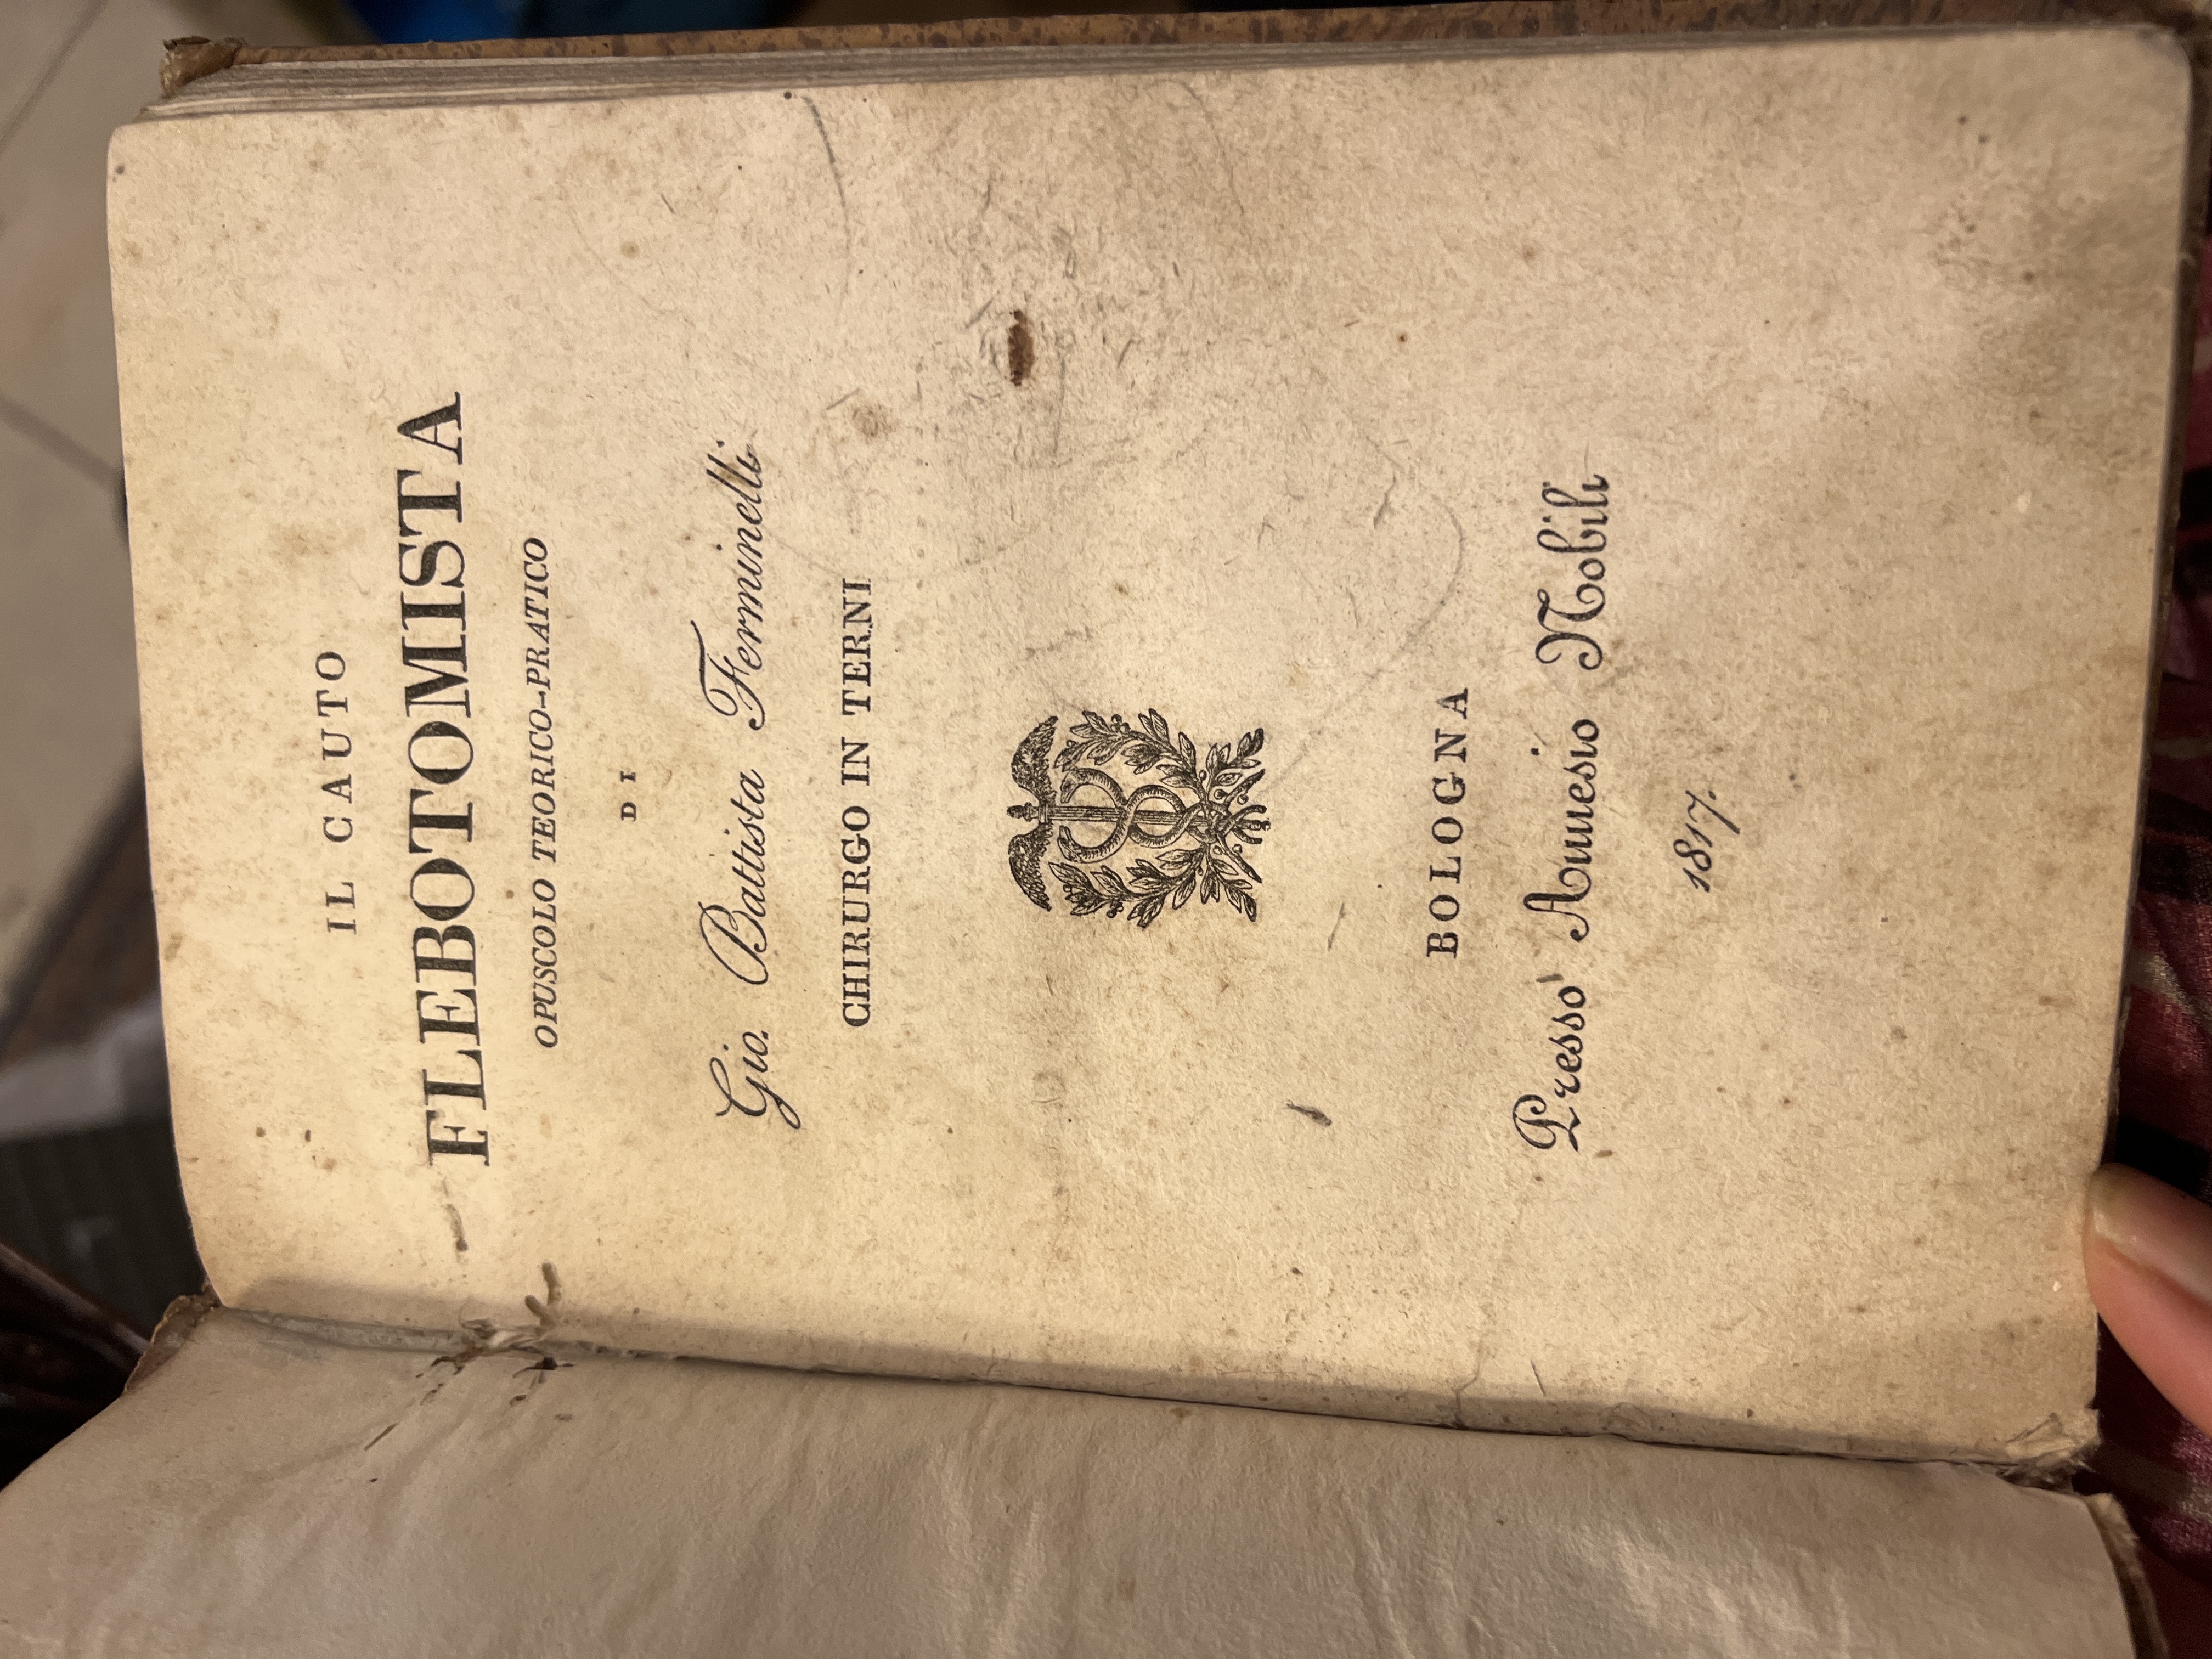 IL CAUTO
FLEBOTOMISTA
OPUSCOLO TEORICO-PRATICO
DI
Gio. Battista Ferminelli
CHIRURGO IN TERNI
BOLOGNA
Presso Annesio Nobili
1817.